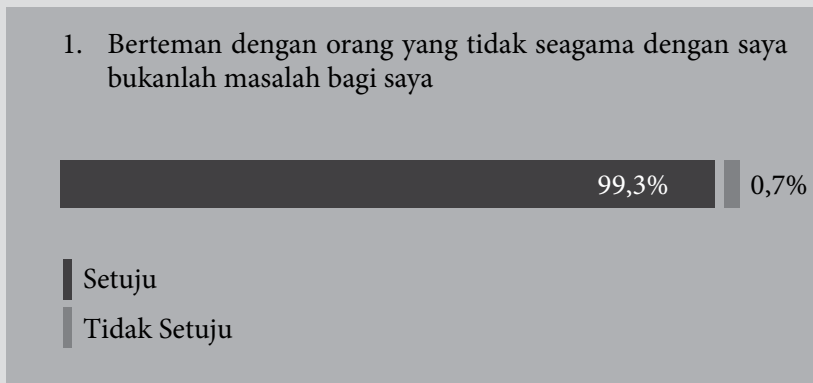 1. Berteman dengan orang yang tidak seagama dengan saya
bukanlah masalah bagi saya
99,3% 0,7%
Setuju
Tidak Setuju